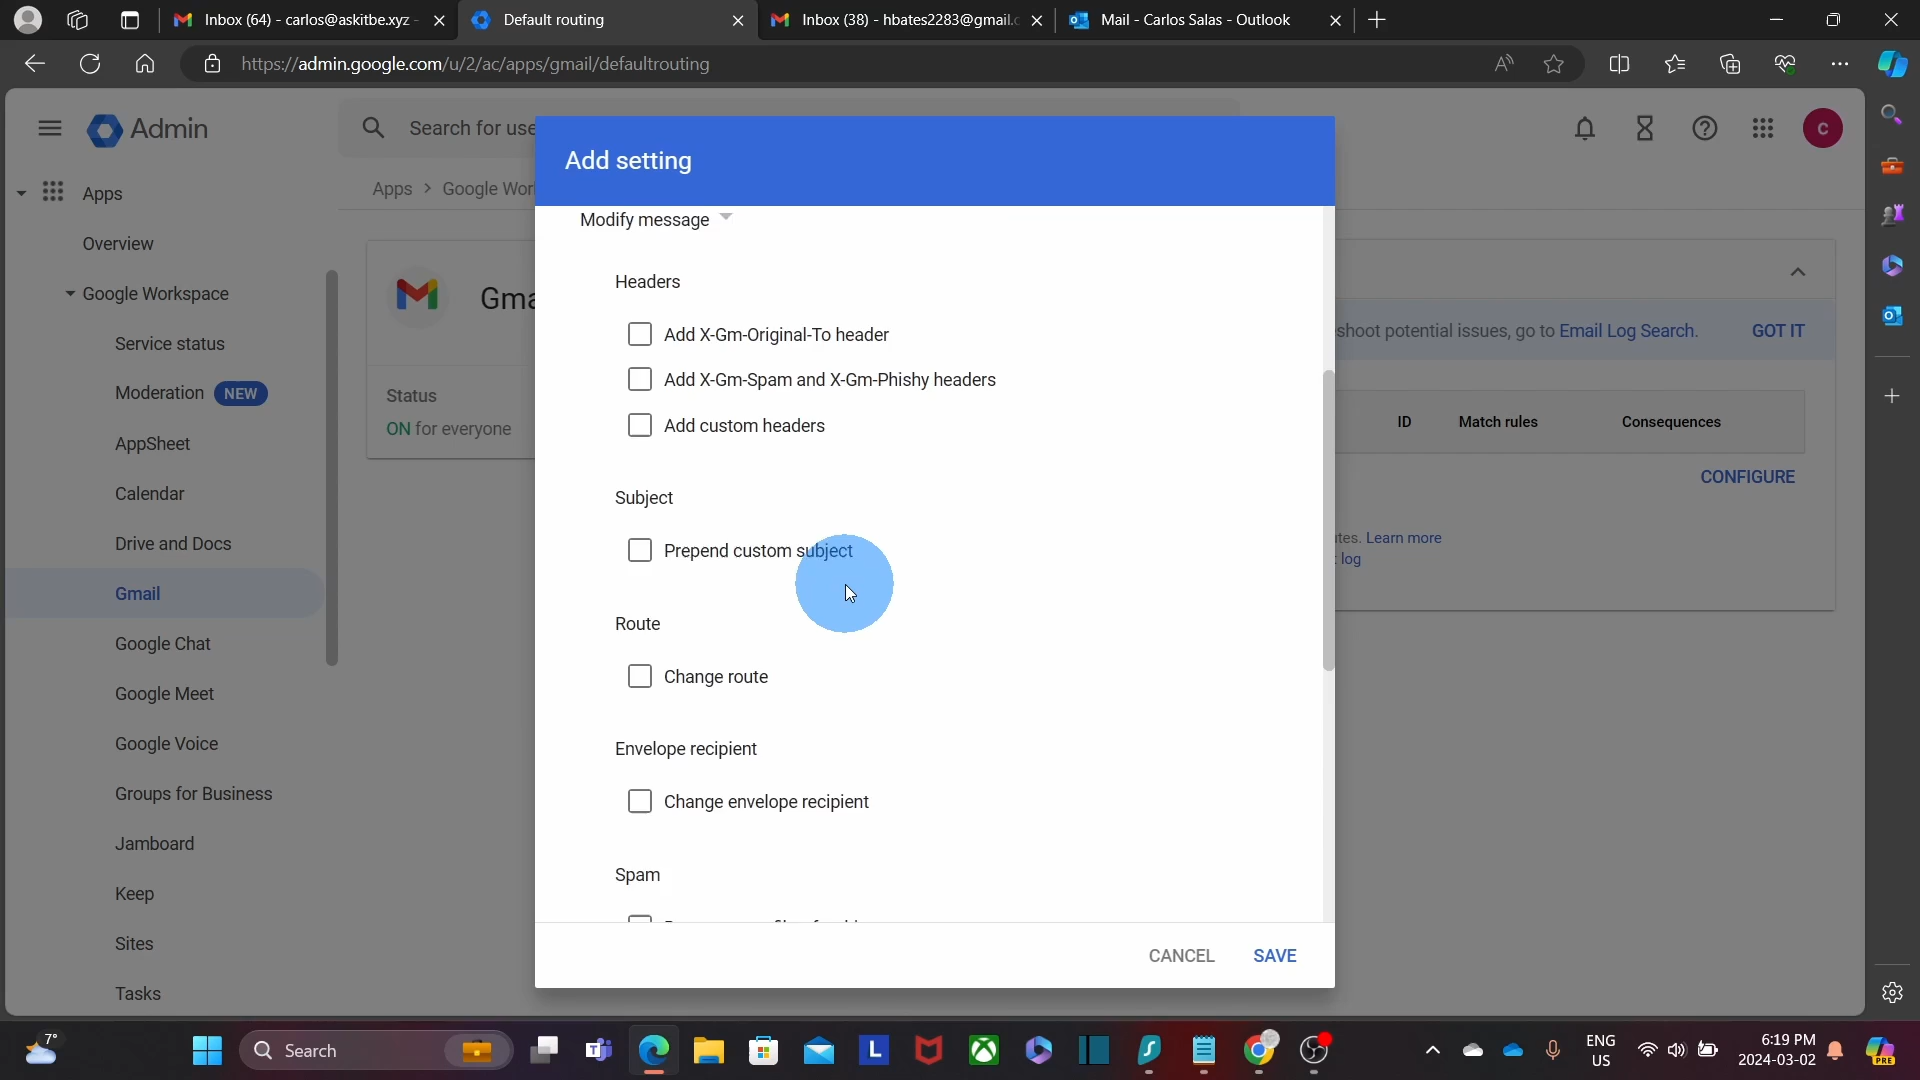 Inbox (64) - carlos@askitbe.xyz -
Default routing
Inbox (38) - hbates2283@gmail.c
Mail - Carlos Salas - Outlook
https://admin.google.com/u/2/ac/apps/gmail/defaultrouting
Admin
Search for use
C
Apps
Overview
Google Workspace
Service status
Moderation NEW
AppSheet
Calendar
Drive and Docs
Gmail
Google Chat
Google Meet
Google Voice
Groups for Business
Jamboard
Keep
Sites
Tasks
Apps > Google Wor
Gma
Status
ON for everyone
Add setting
Modify message
Headers
Add X-Gm-Original-To header
Add X-Gm-Spam and X-Gm-Phishy headers
Add custom headers
Subject
Prepend custom subject
Route
Change route
Envelope recipient
Change envelope recipient
Spam
CANCEL
SAVE
shoot potential issues, go to Email Log Search.
GOT IT
ID
Match rules
Consequences
CONFIGURE
tes. Learn more
log
7°
Search
ENG
US
6:19 PM
2024-03-02
PRE